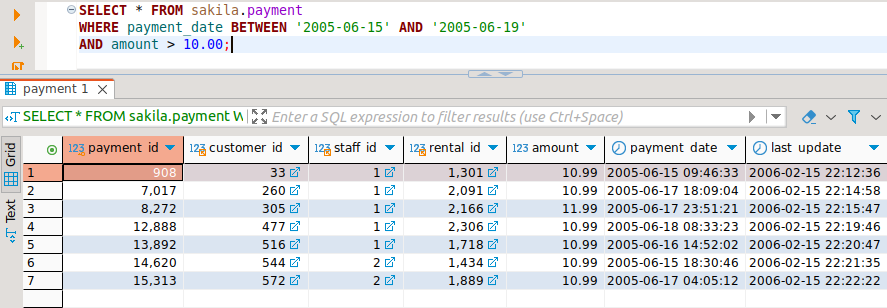 SELECT * FROM sakila.payment
WHERE payment_date BETWEEN '2005-06-15' AND '2005-06-19'
AND amount > 10.00;
payment 1
SELECT * FROM sakila.payment W Enter a SQL expression to filter results (use Ctrl+Space)
Grid
Text
123 payment_id 123 customer_id 123 staff_id 123 rental_id 123 amount payment_date last_update
1 908 33 1 1,301 10.99 2005-06-15 09:46:33 2006-02-15 22:12:36
2 7,017 260 1 2,091 10.99 2005-06-17 18:09:04 2006-02-15 22:14:58
3 8,272 305 1 2,166 11.99 2005-06-17 23:51:21 2006-02-15 22:15:47
4 12,888 477 1 2,306 10.99 2005-06-18 08:33:23 2006-02-15 22:19:46
5 13,892 516 1 1,718 10.99 2005-06-16 14:52:02 2006-02-15 22:20:47
6 14,620 544 2 1,434 10.99 2005-06-15 18:30:46 2006-02-15 22:21:35
7 15,313 572 2 1,889 10.99 2005-06-17 04:05:12 2006-02-15 22:22:22